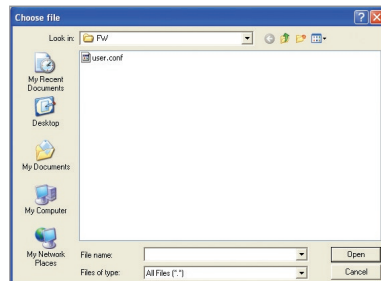 Choose file
Look in: FW
user.conf
My Recent
Documents
Desktop
My Documents
My Computer
My Network
Places
File name:
Open
Files of type: All Files (*.*)
Cancel